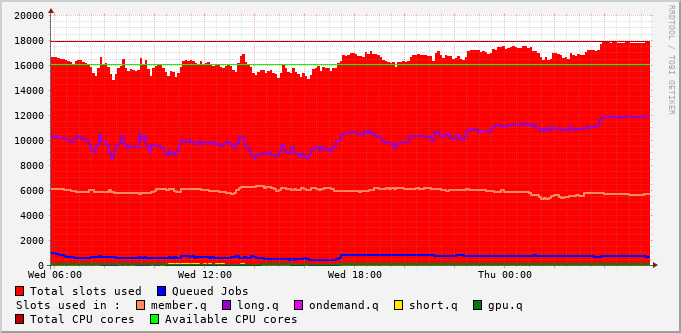 20000
18000
16000
14000
12000
10000
8000
6000
4000
2000
0
Wed 06:00 Wed 12:00 Wed 18:00 Thu 00:00
Total slots used Queued Jobs
Slots used in : member.q long.q ondemand.q short.q gpu.q
Total CPU cores Available CPU cores
RRDTOOL / TOBI OETIKER